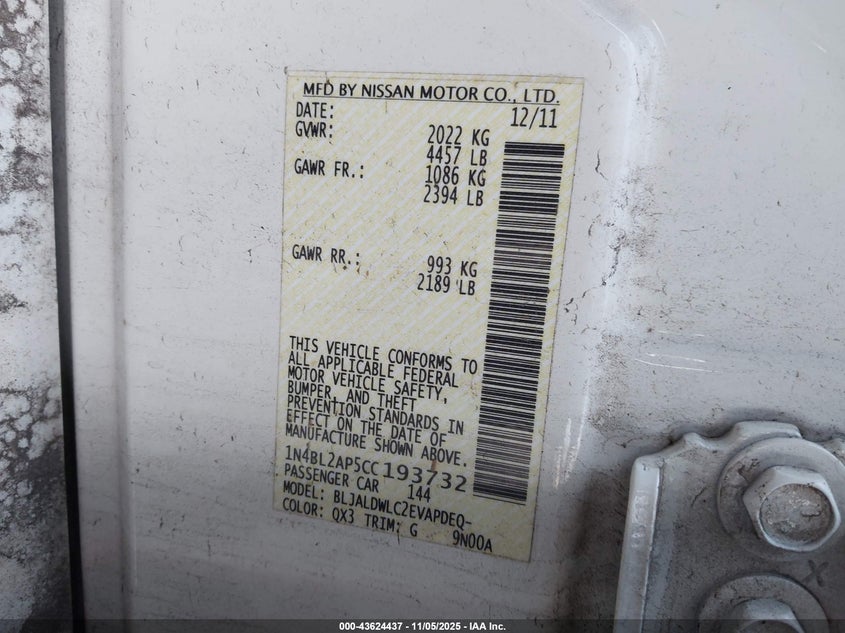 MFD BY NISSAN MOTOR CO., LTD.
DATE: 12/11
GVWR: 2022 KG
4457 LB
GAWR FR.: 1086 KG
2394 LB
GAWR RR.: 993 KG
2189 LB
THIS VEHICLE CONFORMS TO
ALL APPLICABLE FEDERAL
MOTOR VEHICLE SAFETY,
BUMPER, AND THEFT
PREVENTION STANDARDS IN
EFFECT ON THE DATE OF
MANUFACTURE SHOWN ABOVE.
1N4BL2AP5CC193732
PASSENGER CAR 144
MODEL: BLJALDWLC2EVAPDEQ-
COLOR: QX3 TRIM: G 9N00A
000-43624437 - 11/05/2025 - IAA Inc.